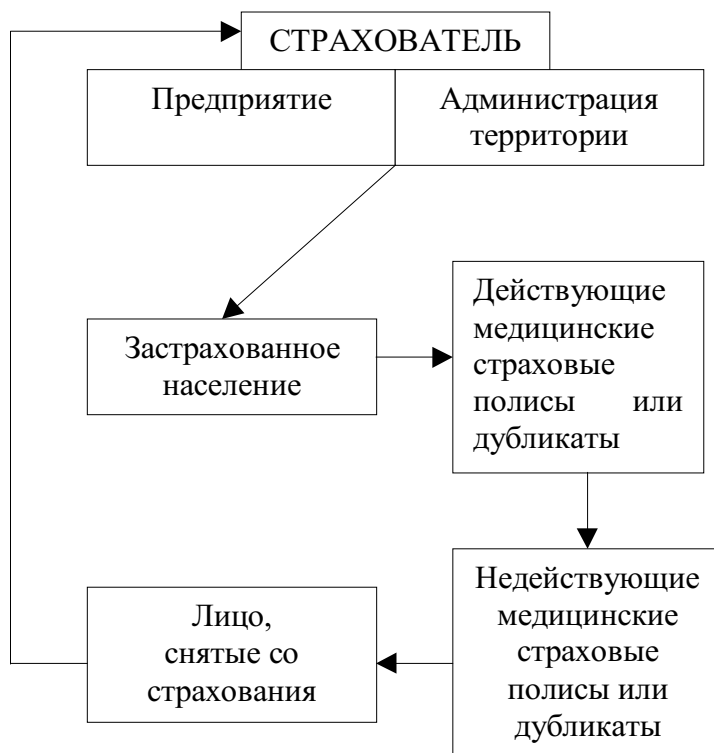 СТРАХОВАТЕЛЬ
Предприятие
Администрация
территории
Застрахованное
население
Действующие
медицинские
страховые
полисы или
дубликаты
Недействующие
медицинские
страховые
полисы или
дубликаты
Лицо,
снятые со
страхования